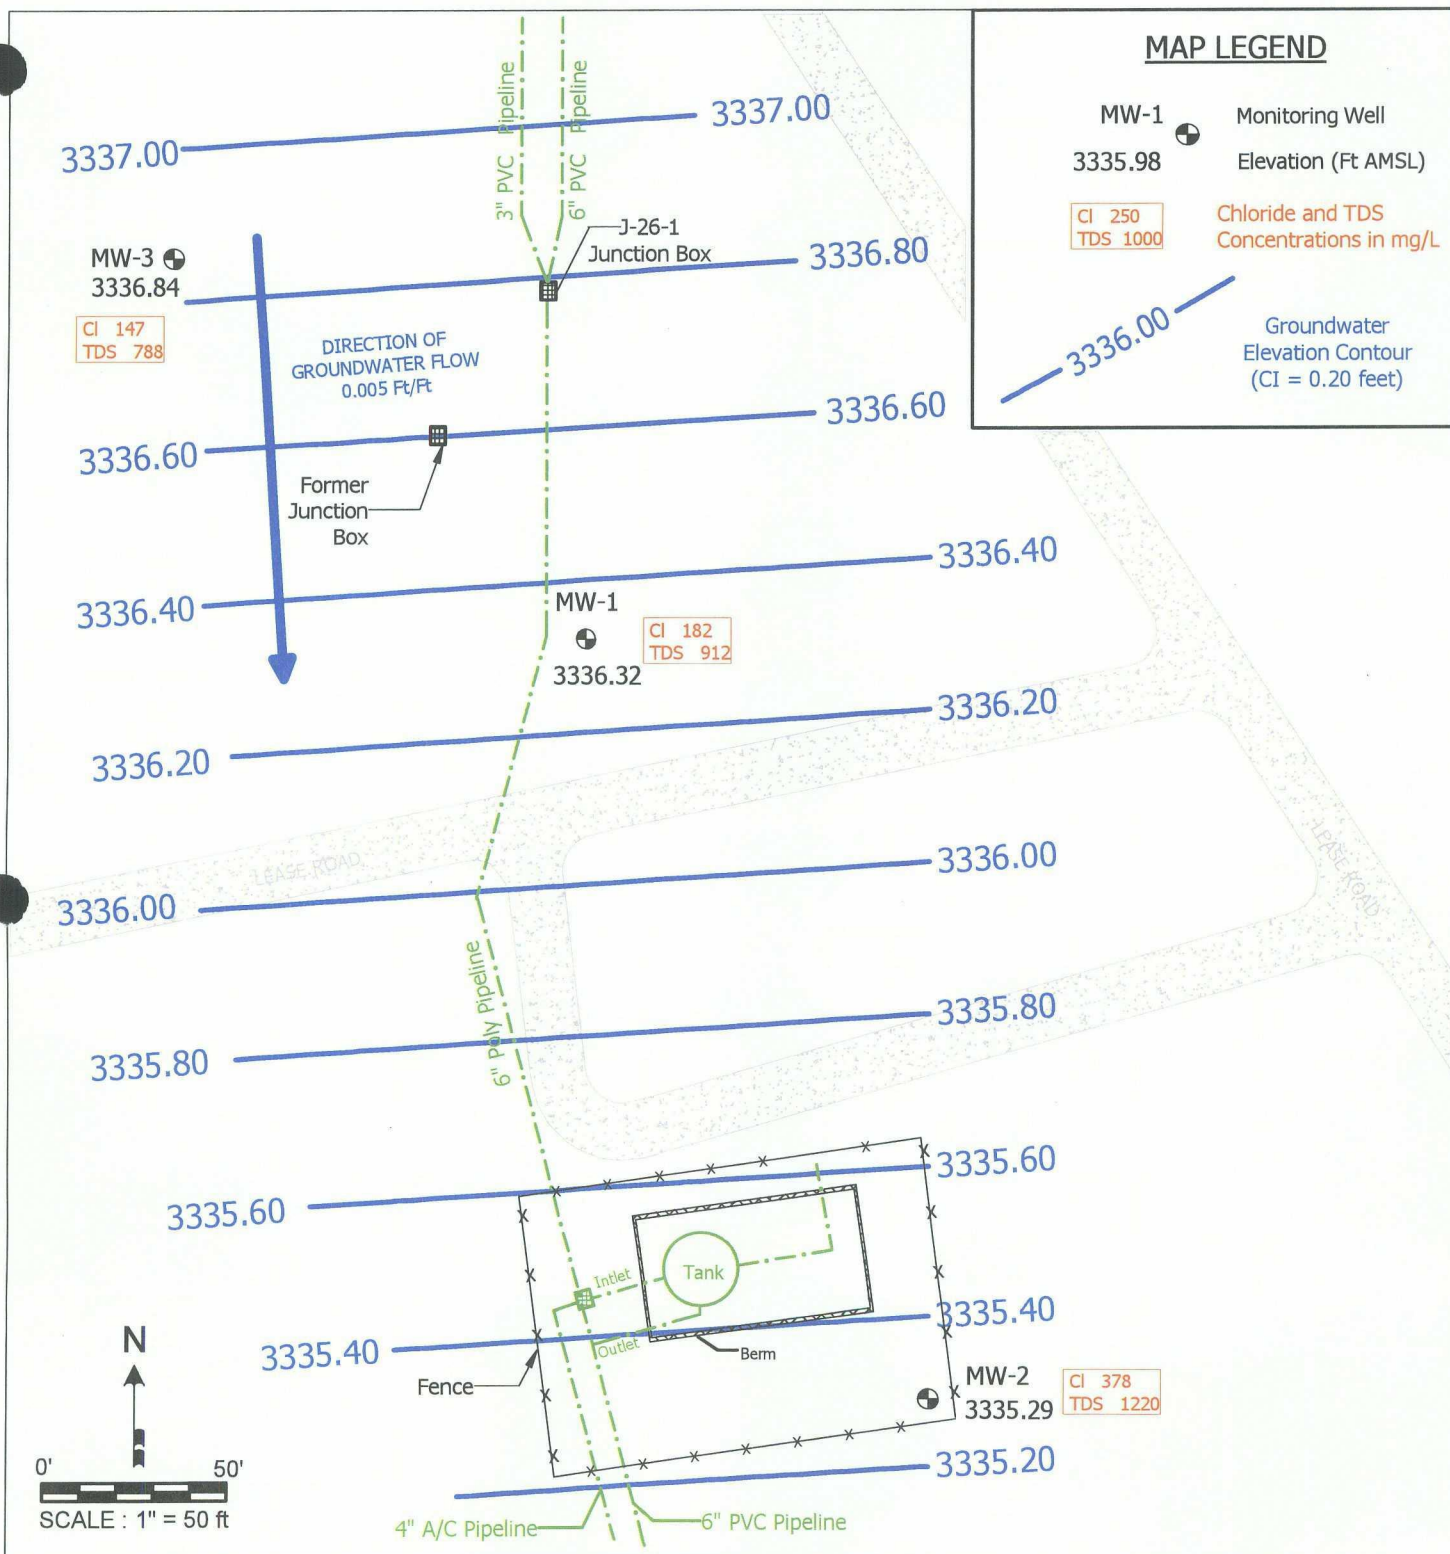 MAP LEGEND
MW-1
Monitoring Well
3335.98
Elevation (Ft AMSL)
Cl 250
TDS 1000
Chloride and TDS
Concentrations in mg/L
3336.00
Groundwater
Elevation Contour
(CI = 0.20 feet)
3" PVC Pipeline
6" PVC Pipeline
3337.00
3337.00
J-26-1
Junction Box
MW-3
3336.84
3336.80
Cl 147
TDS 788
DIRECTION OF
GROUNDWATER FLOW
0.005 Ft/Ft
3336.60
3336.60
Former
Junction
Box
3336.40
3336.40
MW-1
3336.32
Cl 182
TDS 912
3336.20
3336.20
LEASE ROAD
LEASE ROAD
3336.00
3336.00
6" Poly Pipeline
3335.80
3335.80
3335.60
3335.60
Intlet
Tank
Outlet
Berm
3335.40
3335.40
Fence
MW-2
3335.29
Cl 378
TDS 1220
3335.20
N
0'
50'
SCALE : 1" = 50 ft
4" A/C Pipeline
6" PVC Pipeline